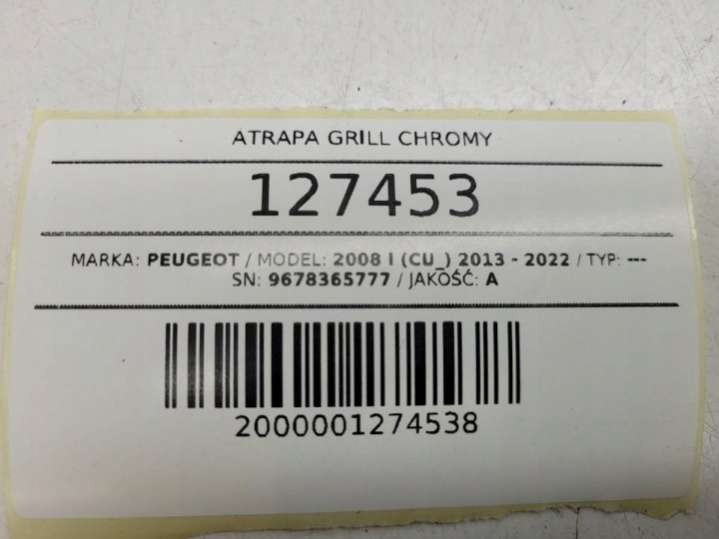 ATRAPA GRILL CHROMY
127453
MARKA: PEUGEOT / MODEL: 2008 I (CU_) 2013 - 2022 / TYP: ---
SN: 9678365777 / JAKOŚĆ: A
2000001274538